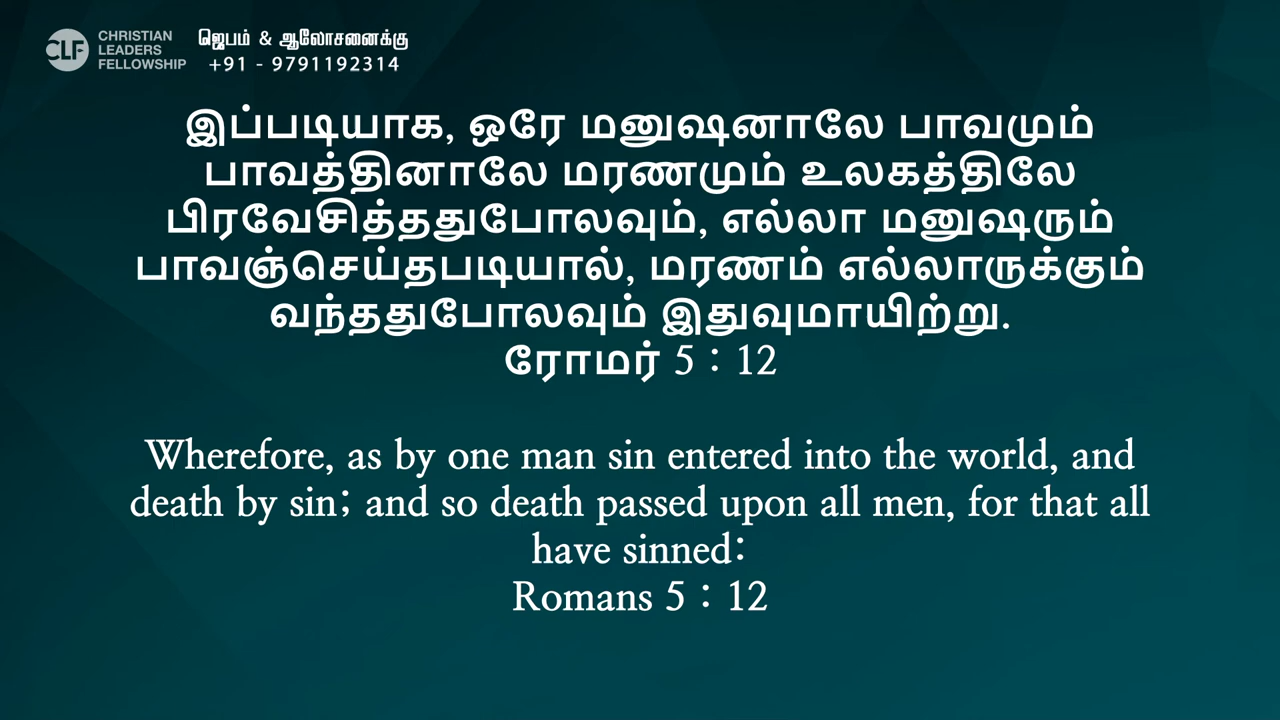 CLF
CHRISTIAN
LEADERS
FELLOWSHIP
ஜெபம் & ஆலோசனைக்கு
+91 - 9791192314
இப்படியாக, ஒரே மனுஷனாலே பாவமும்
பாவத்தினாலே மரணமும் உலகத்திலே
பிரவேசித்ததுபோலவும், எல்லா மனுஷரும்
பாவஞ்செய்தபடியால், மரணம் எல்லாருக்கும்
வந்ததுபோலவும் இதுவுமாயிற்று.
ரோமர் 5 : 12
Wherefore, as by one man sin entered into the world, and
death by sin; and so death passed upon all men, for that all
have sinned:
Romans 5 : 12